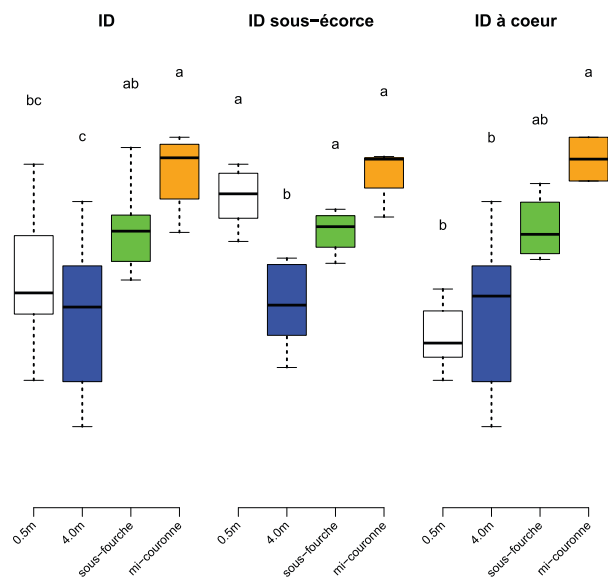 ID
ID sous−écorce
ID à coeur
bc
c
ab
a
a
b
a
a
b
b
ab
a
0.5m
4.0m
sous−fourche
mi−couronne
0.5m
4.0m
sous−fourche
mi−couronne
0.5m
4.0m
sous−fourche
mi−couronne